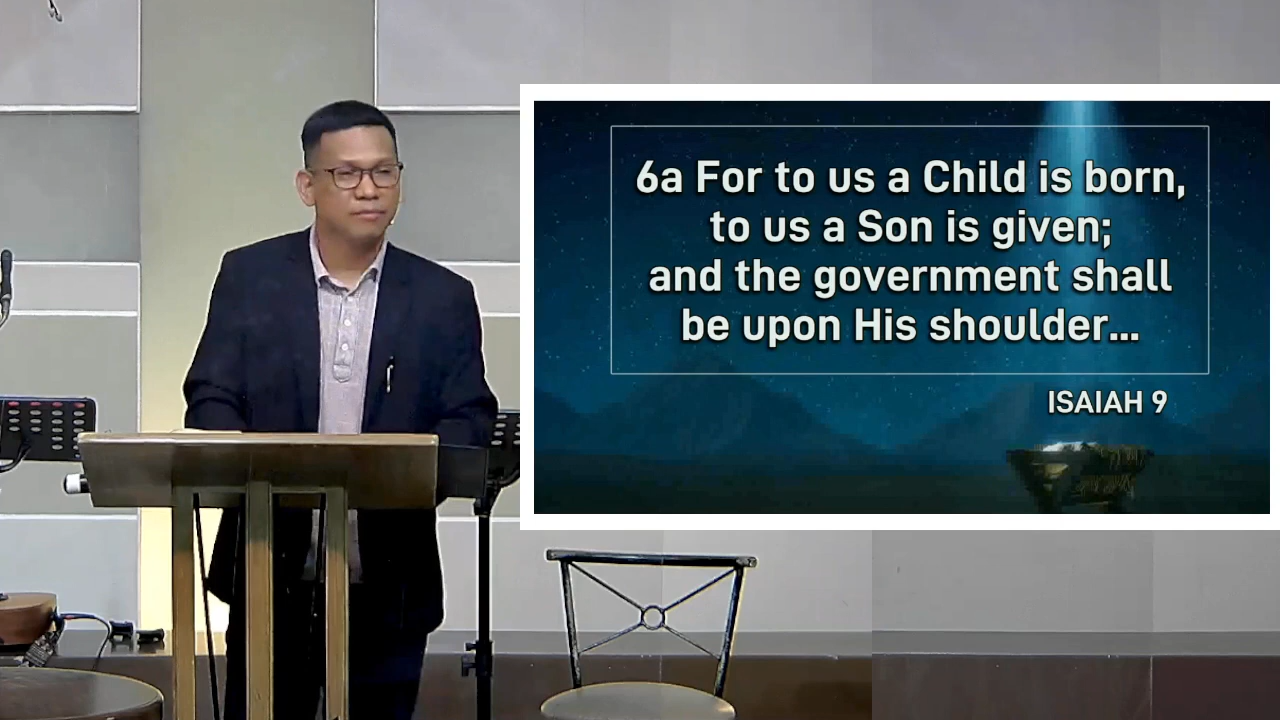 6a For to us a Child is born,
to us a Son is given;
and the government shall
be upon His shoulder...
ISAIAH 9